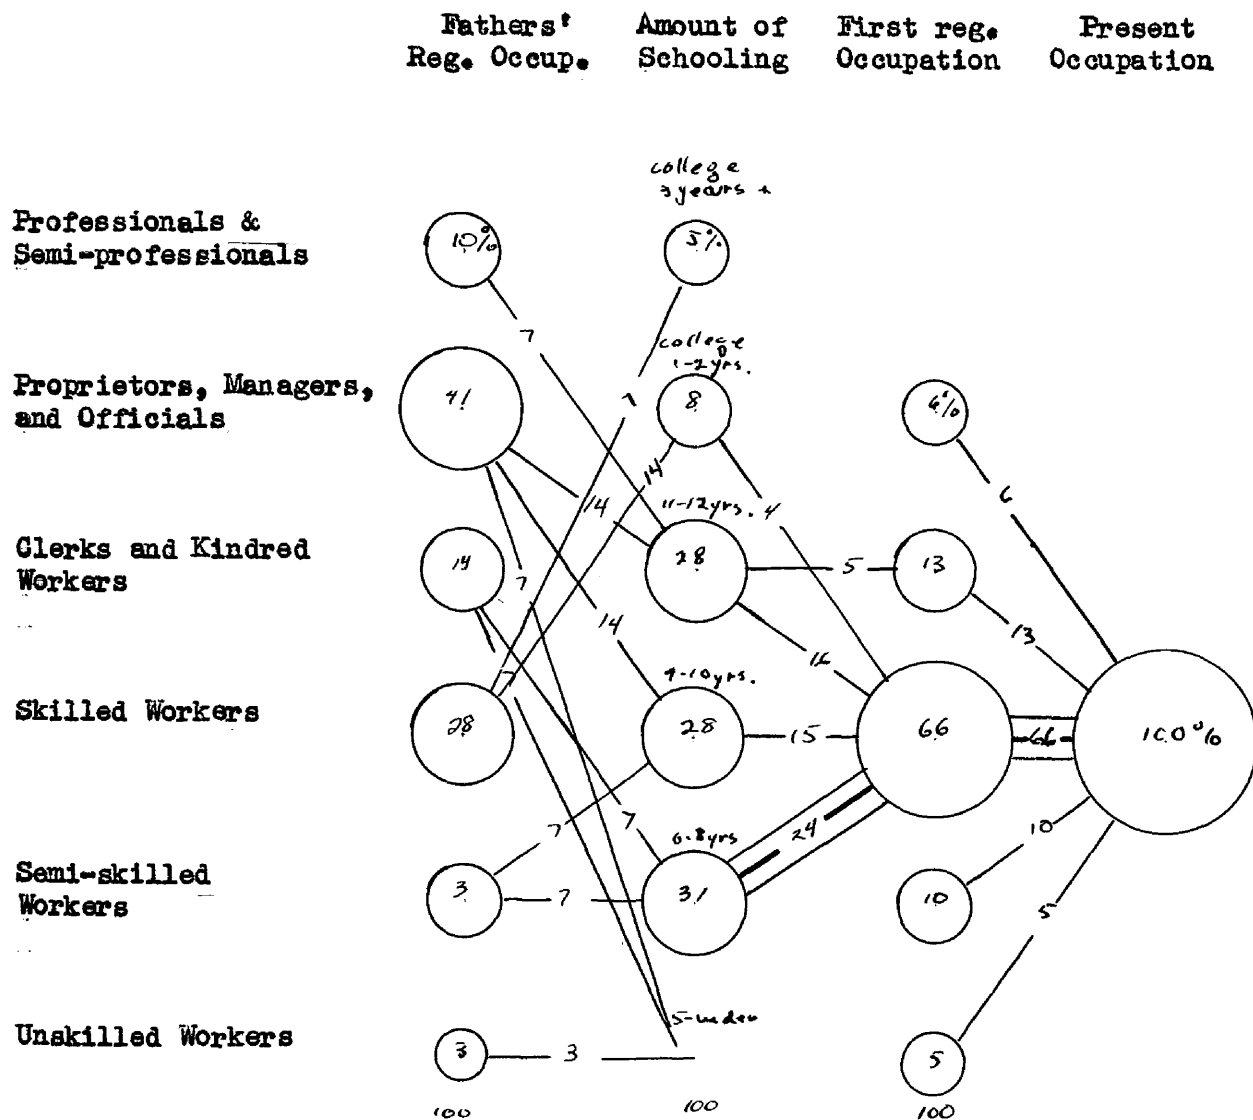 Fathers' Amount of First reg. Present
Reg. Occup. Schooling Occupation Occupation
college
3 years +
Professionals &
Semi-professionals
10%
5%
7
college
1-2 yrs.
Proprietors, Managers,
and Officials
41
8
6%
7
14
6
14
11-12 yrs.
4
Clerks and Kindred
Workers
14
28
5
13
7
14
16
13
7
9-10 yrs.
Skilled Workers
28
28
15
66
66
100%
7
7
6-8 yrs
24
10
Semi-skilled
Workers
3
7
31
10
5
5-under
Unskilled Workers
3
3
5
100
100
100